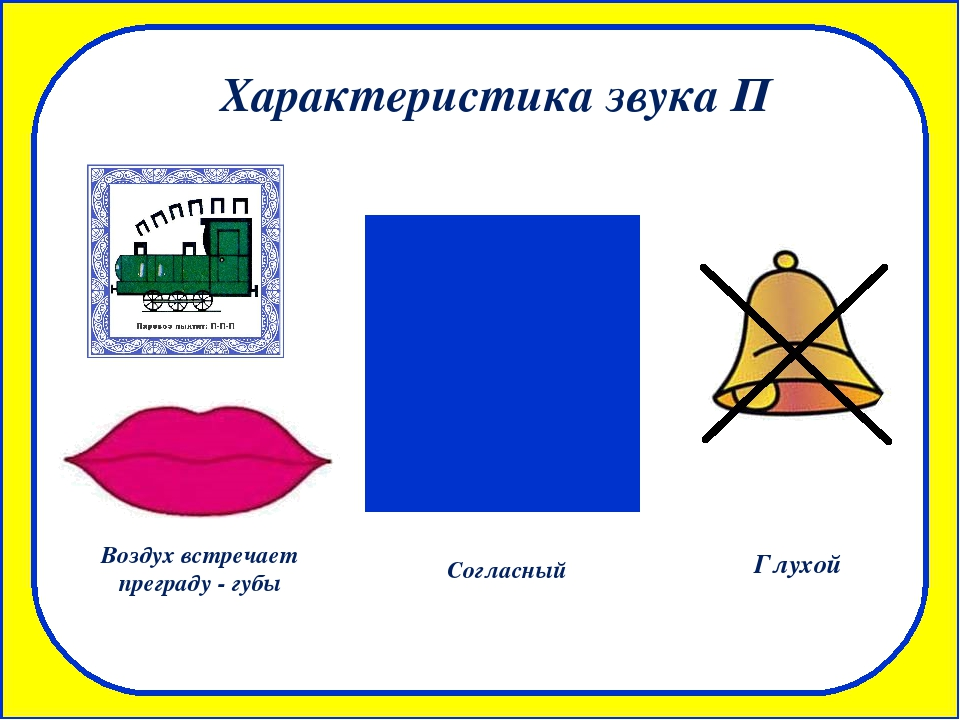 Характеристика звука П
П П П П П П
П П
Паровоз пыхтит: П-П-П
Воздух встречает
преграду - губы
Согласный
Глухой